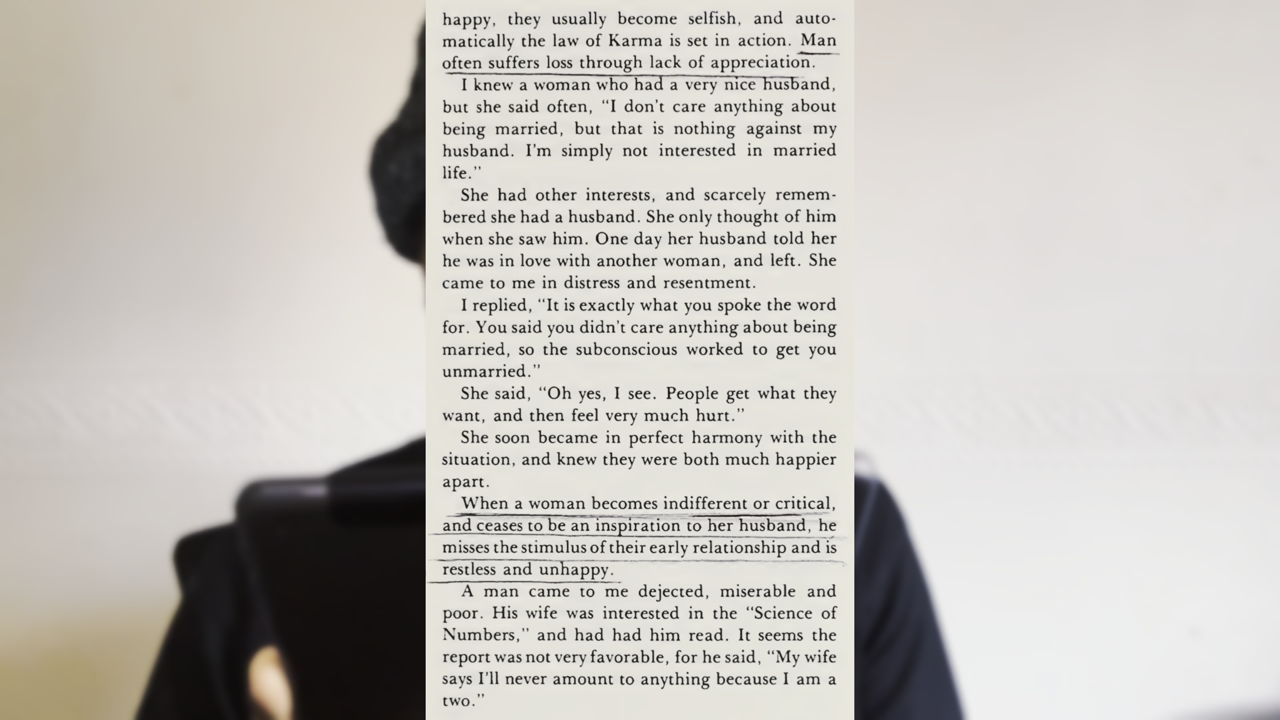 happy, they usually become selfish, and auto-
matically the law of Karma is set in action. Man
often suffers loss through lack of appreciation.
I knew a woman who had a very nice husband,
but she said often, “I don’t care anything about
being married, but that is nothing against my
husband. I'm simply not interested in married
life.”
She had other interests, and scarcely remem-
bered she had a husband. She only thought of him
when she saw him. One day her husband told her
he was in love with another woman, and left. She
came to me in distress and resentment.
I replied, “It is exactly what you spoke the word
for. You said you didn’t care anything about being
married, so the subconscious worked to get you
unmarried.”
She said, “Oh yes, I see. People get what they
want, and then feel very much hurt.”
She soon became in perfect harmony with the
situation, and knew they were both much happier
apart.
When a woman becomes indifferent or critical,
and ceases to be an inspiration to her husband, he
misses the stimulus of their early relationship and is
restless and unhappy.
A man came to me dejected, miserable and
poor. His wife was interested in the “Science of
Numbers,” and had had him read. It seems the
report was not very favorable, for he said, “My wife
says I’ll never amount to anything because I am a
two.”